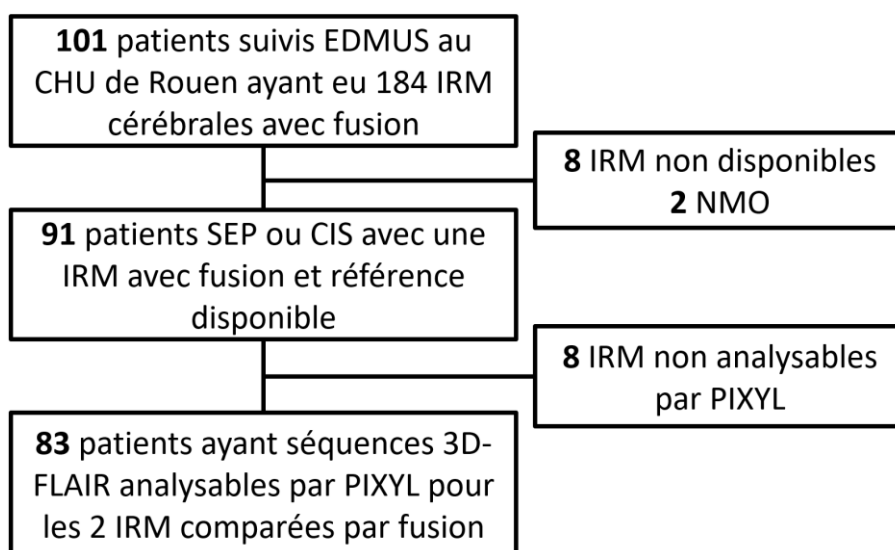 101 patients suivis EDMUS au
CHU de Rouen ayant eu 184 IRM
cérébrales avec fusion
8 IRM non disponibles
2 NMO
91 patients SEP ou CIS avec une
IRM avec fusion et référence
disponible
8 IRM non analysables
par PIXYL
83 patients ayant séquences 3D-
FLAIR analysables par PIXYL pour
les 2 IRM comparées par fusion